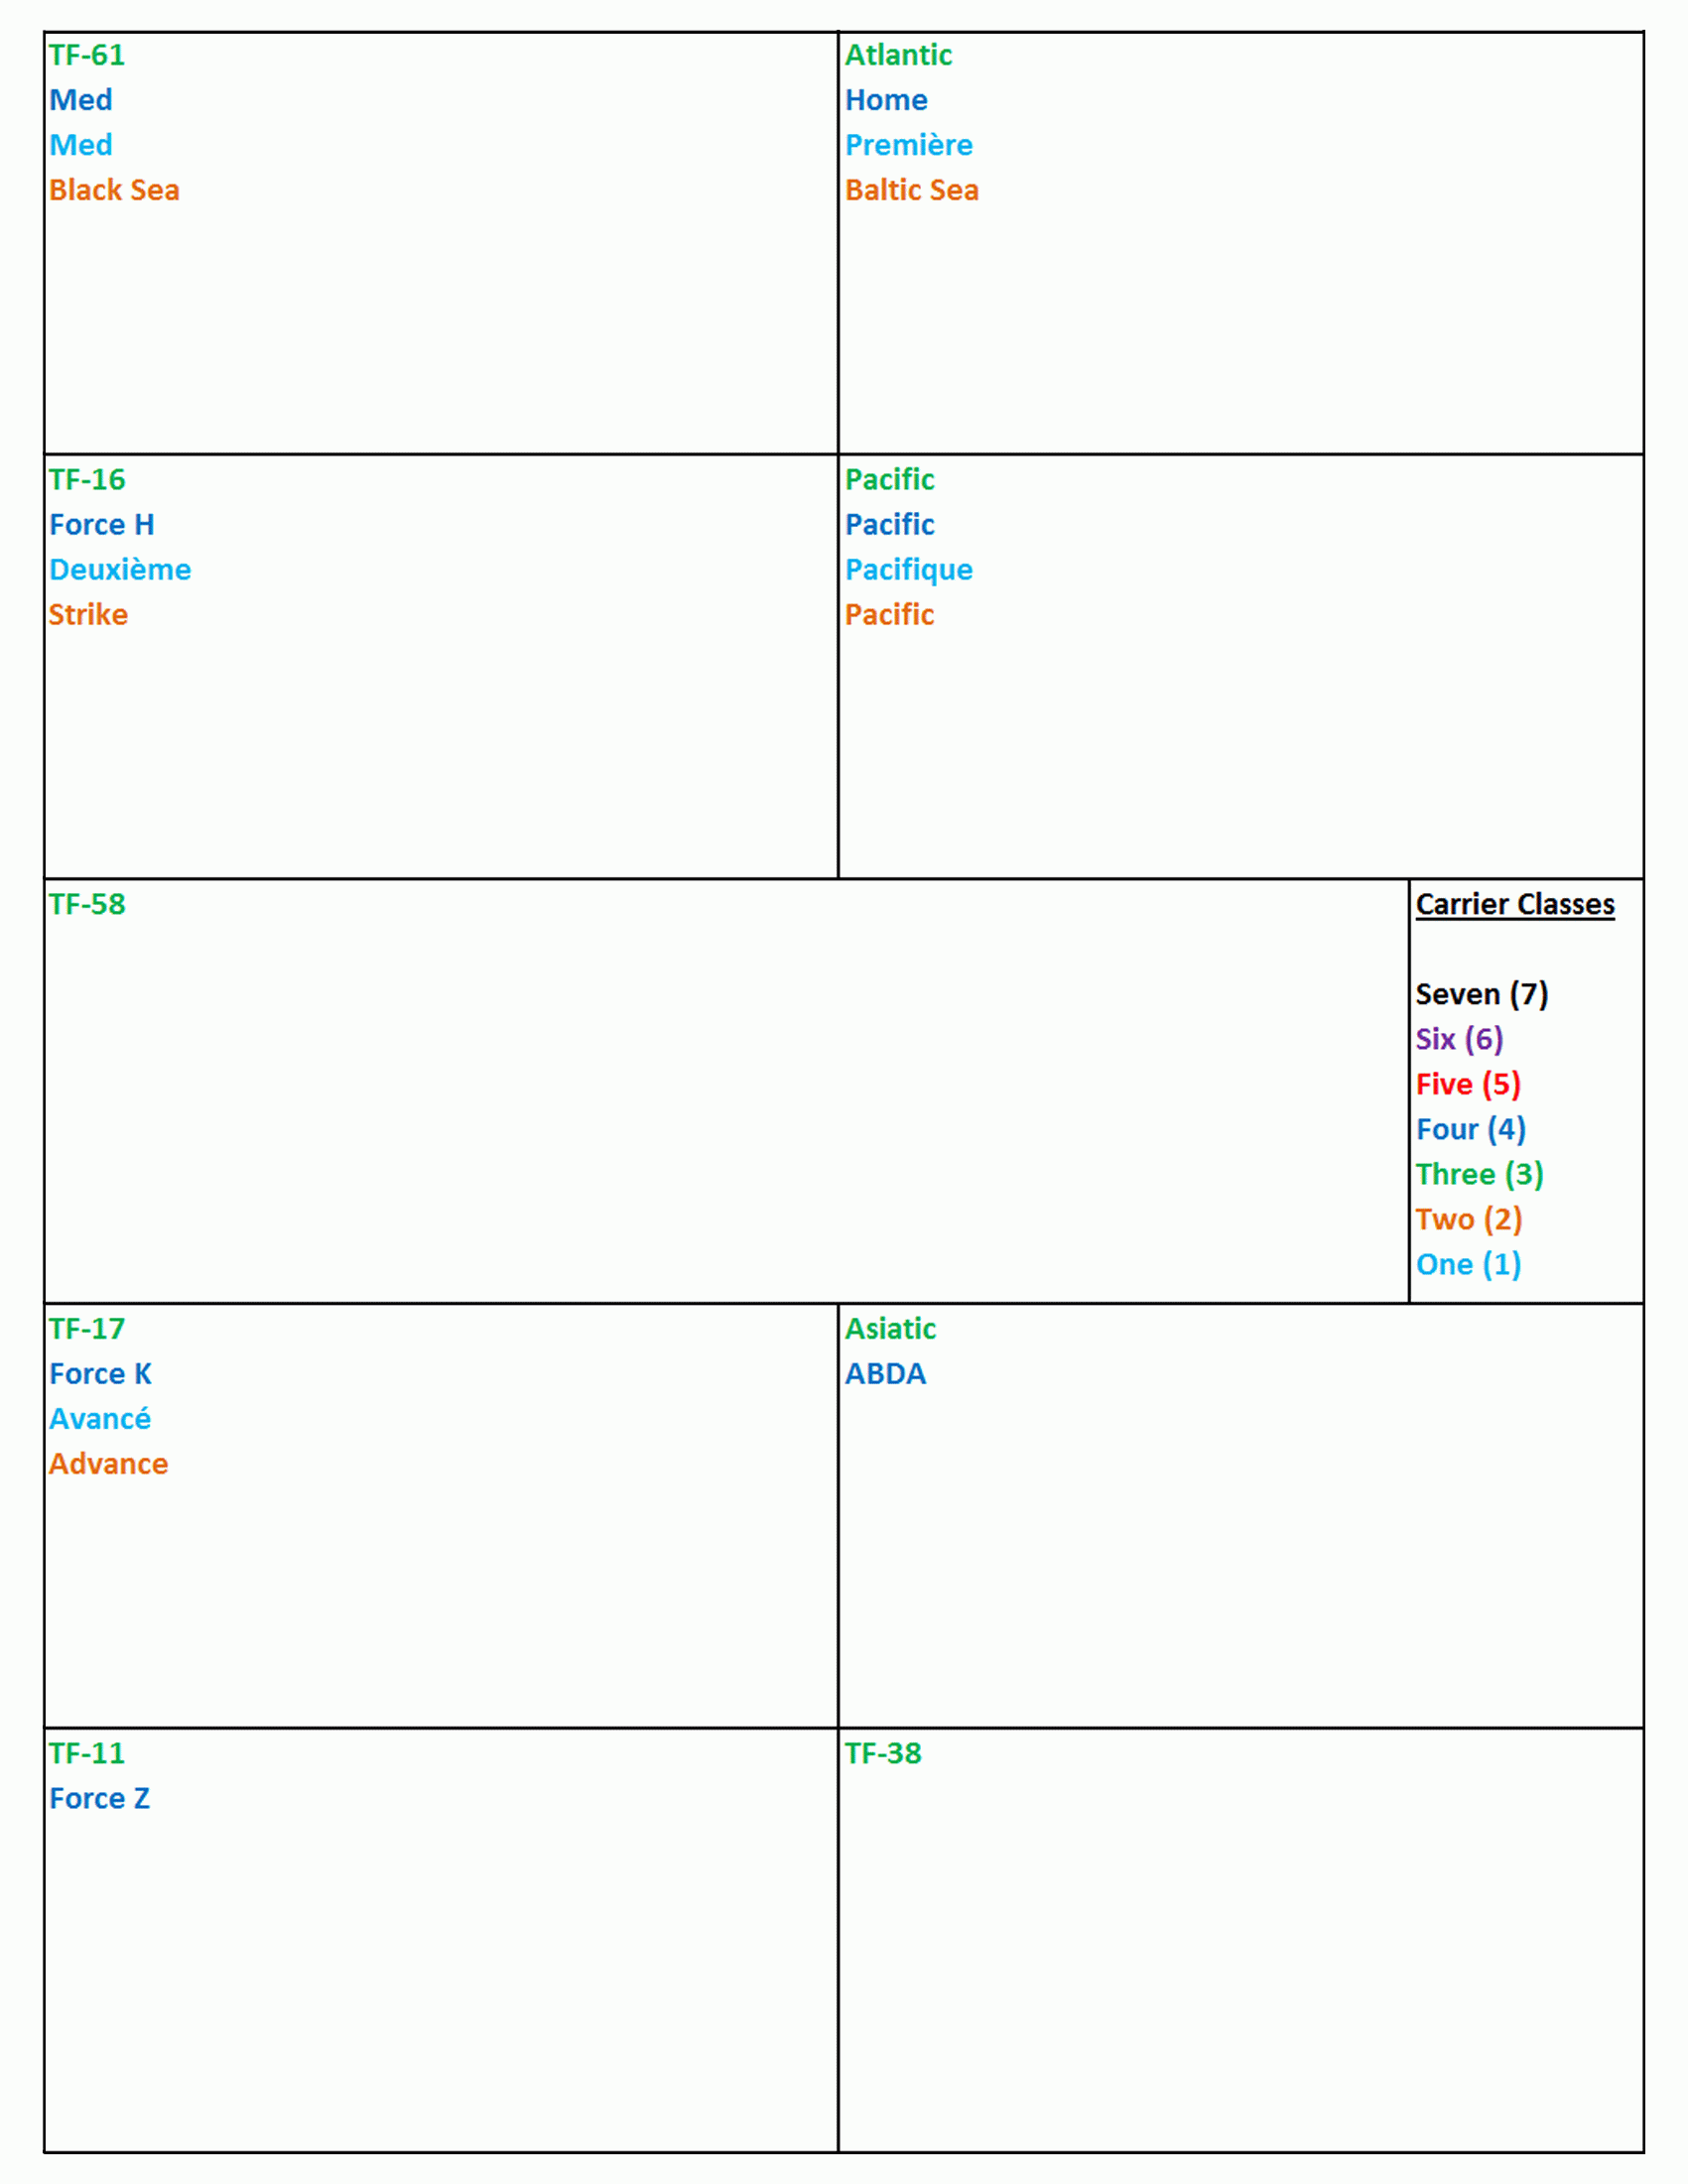 TF-61
Med
Med
Black Sea
Atlantic
Home
Première
Baltic Sea
TF-16
Force H
Deuxième
Strike
Pacific
Pacific
Pacifique
Pacific
TF-58
Carrier Classes
Seven (7)
Six (6)
Five (5)
Four (4)
Three (3)
Two (2)
One (1)
TF-17
Force K
Avancé
Advance
Asiatic
ABDA
TF-11
Force Z
TF-38